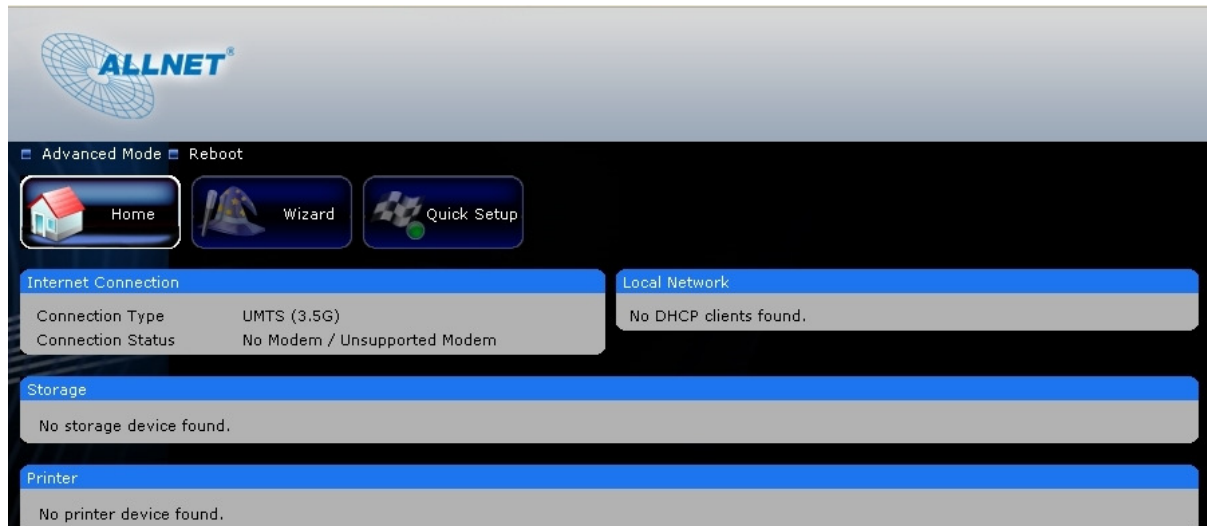 ALLNET®
Advanced Mode Reboot
Home Wizard Quick Setup
Internet Connection
Connection Type UMTS (3.5G)
Connection Status No Modem / Unsupported Modem
Local Network
No DHCP clients found.
Storage
No storage device found.
Printer
No printer device found.